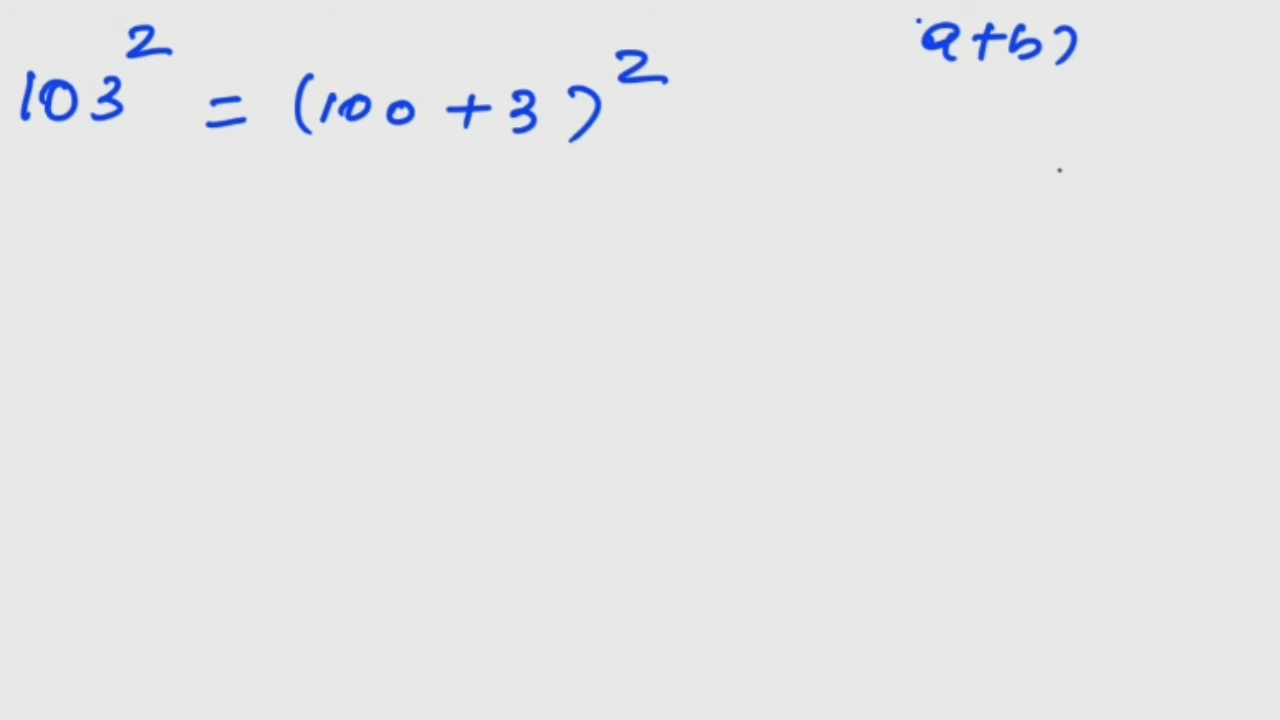 103² = (100 + 3)²
a+b)